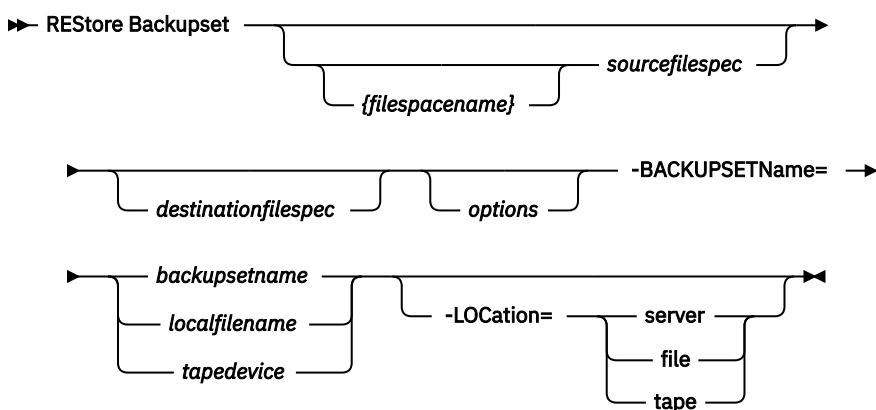 REStore Backupset
sourcefilespec
{filespacename}
-BACKUPSETName=
destinationfilespec
options
backupsetname
-LOCation=
server
localfilename
file
tapedevice
tape